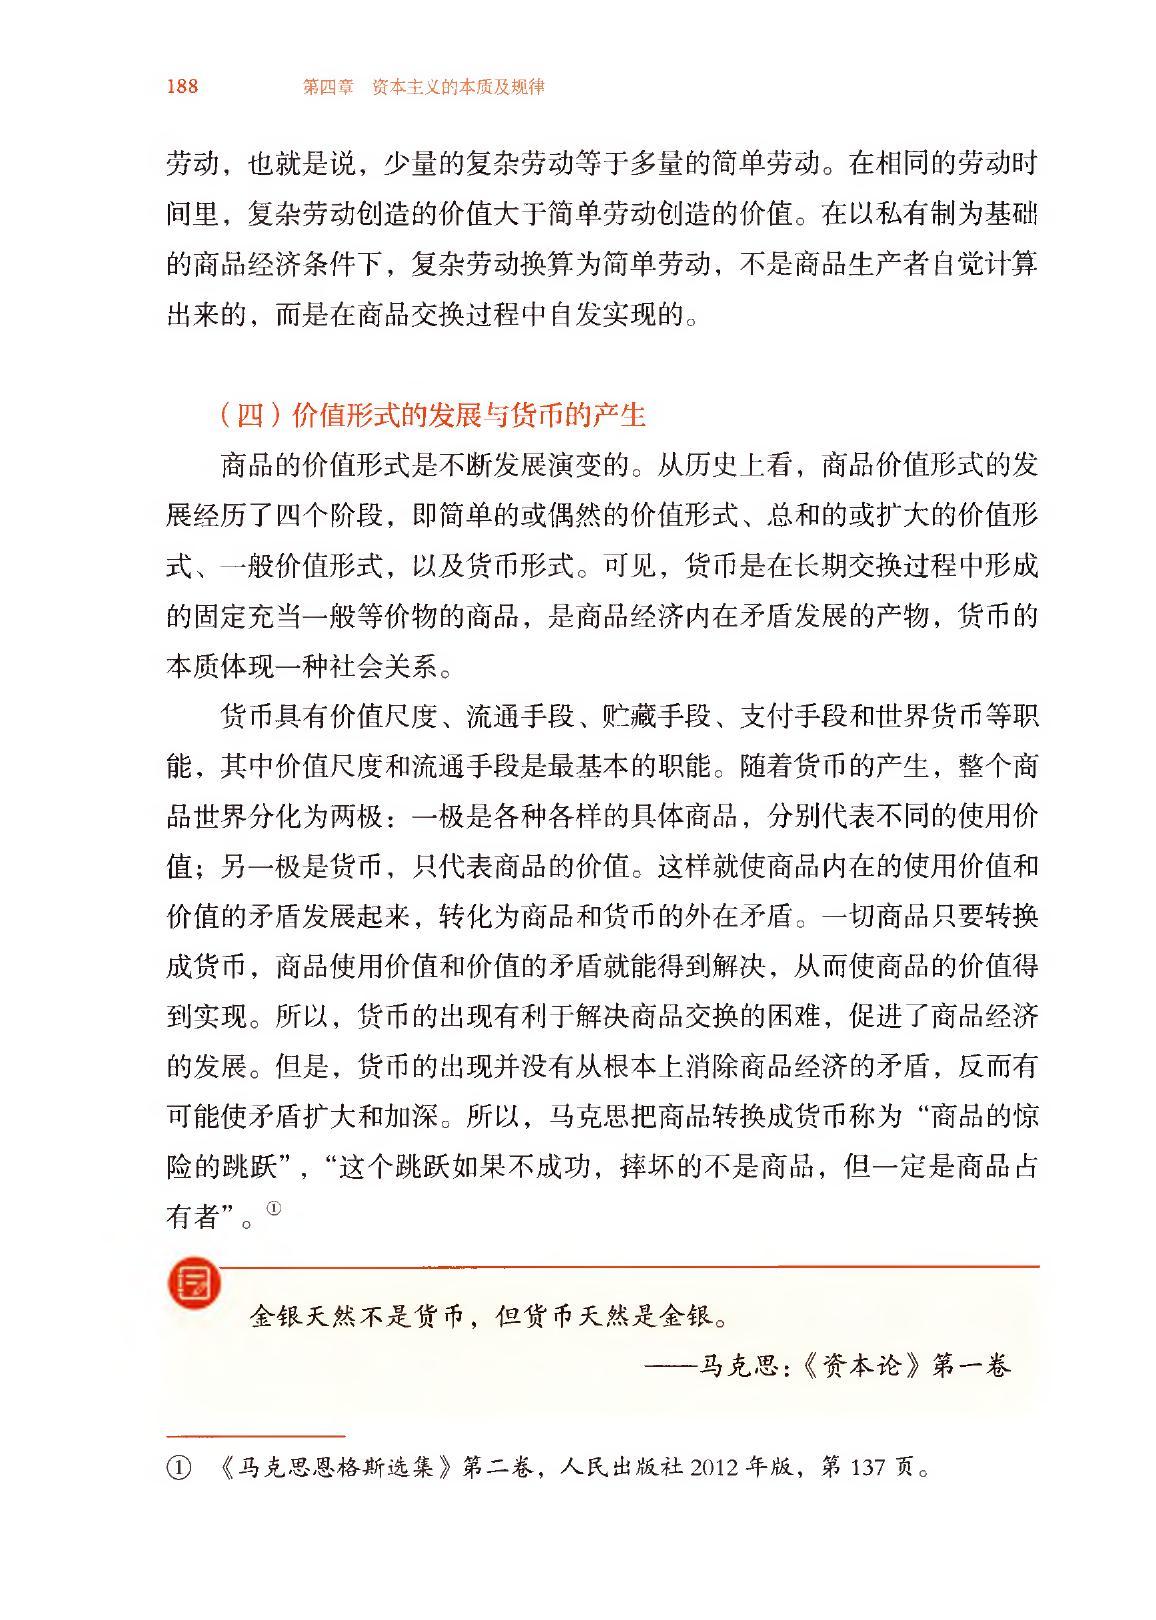 188 第四章 资本主义的本质及规律
劳动，也就是说，少量的复杂劳动等于多量的简单劳动。在相同的劳动时
间里，复杂劳动创造的价值大于简单劳动创造的价值。在以私有制为基础
的商品经济条件下，复杂劳动换算为简单劳动，不是商品生产者自觉计算
出来的，而是在商品交换过程中自发实现的。
（四）价值形式的发展与货币的产生
商品的价值形式是不断发展演变的。从历史上看，商品价值形式的发
展经历了四个阶段，即简单的或偶然的价值形式、总和的或扩大的价值形
式、一般价值形式，以及货币形式。可见，货币是在长期交换过程中形成
的固定充当一般等价物的商品，是商品经济内在矛盾发展的产物，货币的
本质体现一种社会关系。
货币具有价值尺度、流通手段、贮藏手段、支付手段和世界货币等职
能，其中价值尺度和流通手段是最基本的职能。随着货币的产生，整个商
品世界分化为两极：一极是各种各样的具体商品，分别代表不同的使用价
值；另一极是货币，只代表商品的价值。这样就使商品内在的使用价值和
价值的矛盾发展起来，转化为商品和货币的外在矛盾。一切商品只要转换
成货币，商品使用价值和价值的矛盾就能得到解决，从而使商品的价值得
到实现。所以，货币的出现有利于解决商品交换的困难，促进了商品经济
的发展。但是，货币的出现并没有从根本上消除商品经济的矛盾，反而有
可能使矛盾扩大和加深。所以，马克思把商品转换成货币称为“商品的惊
险的跳跃”，“这个跳跃如果不成功，摔坏的不是商品，但一定是商品占
有者”。①
金银天然不是货币，但货币天然是金银。
——马克思：《资本论》第一卷
① 《马克思恩格斯选集》第二卷，人民出版社 2012 年版，第 137 页。